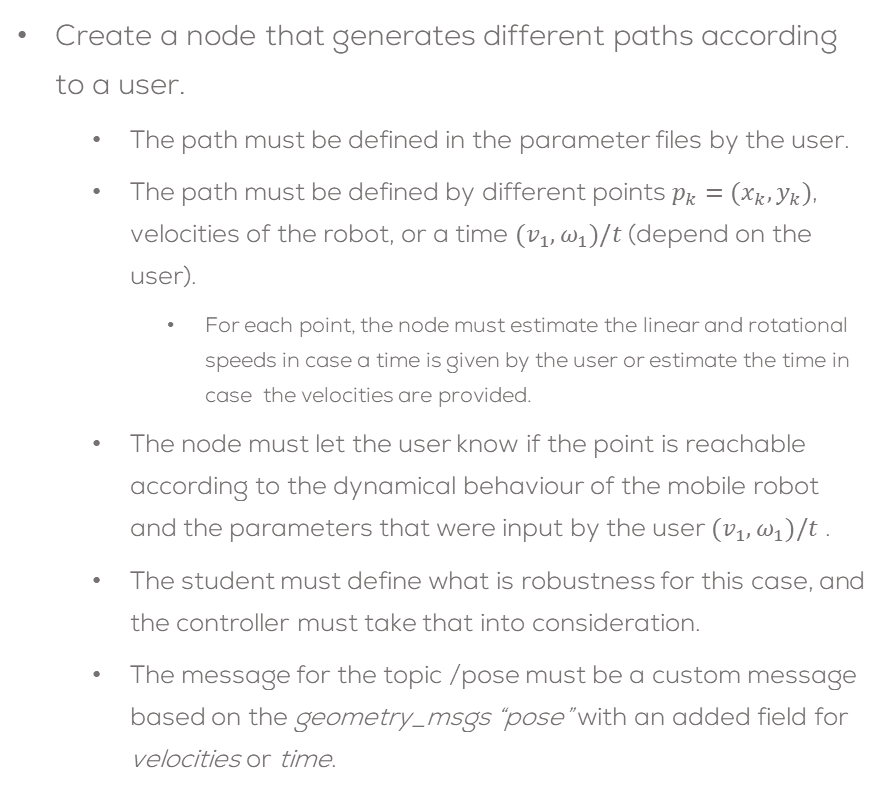 • Create a node that generates different paths according
to a user.
• The path must be defined in the parameter files by the user.
• The path must be defined by different points pₖ = (xₖ, yₖ),
velocities of the robot, or a time (v₁, ω₁)/t (depend on the
user).
• For each point, the node must estimate the linear and rotational
speeds in case a time is given by the user or estimate the time in
case the velocities are provided.
• The node must let the user know if the point is reachable
according to the dynamical behaviour of the mobile robot
and the parameters that were input by the user (v₁, ω₁)/t .
• The student must define what is robustness for this case, and
the controller must take that into consideration.
• The message for the topic /pose must be a custom message
based on the geometry_msgs “pose” with an added field for
velocities or time.